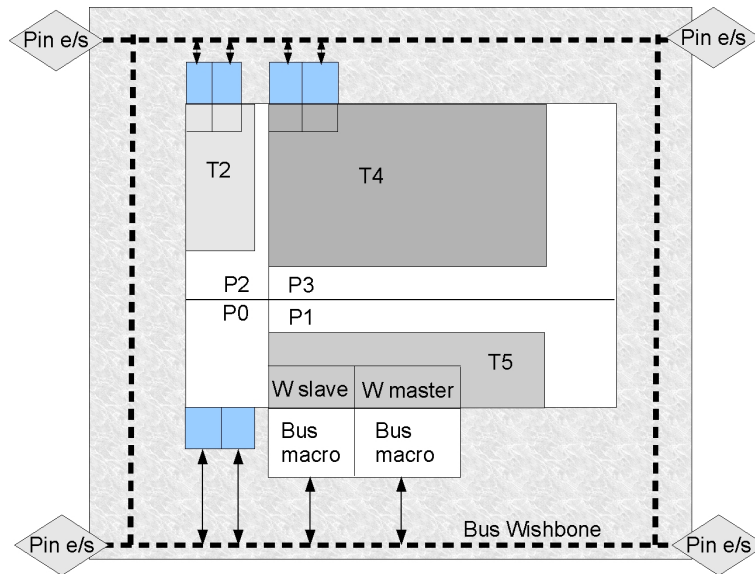 Pin e/s
Pin e/s
T2
T4
P2
P3
P0
P1
T5
W slave
W master
Bus
macro
Bus
macro
Bus Wishbone
Pin e/s
Pin e/s